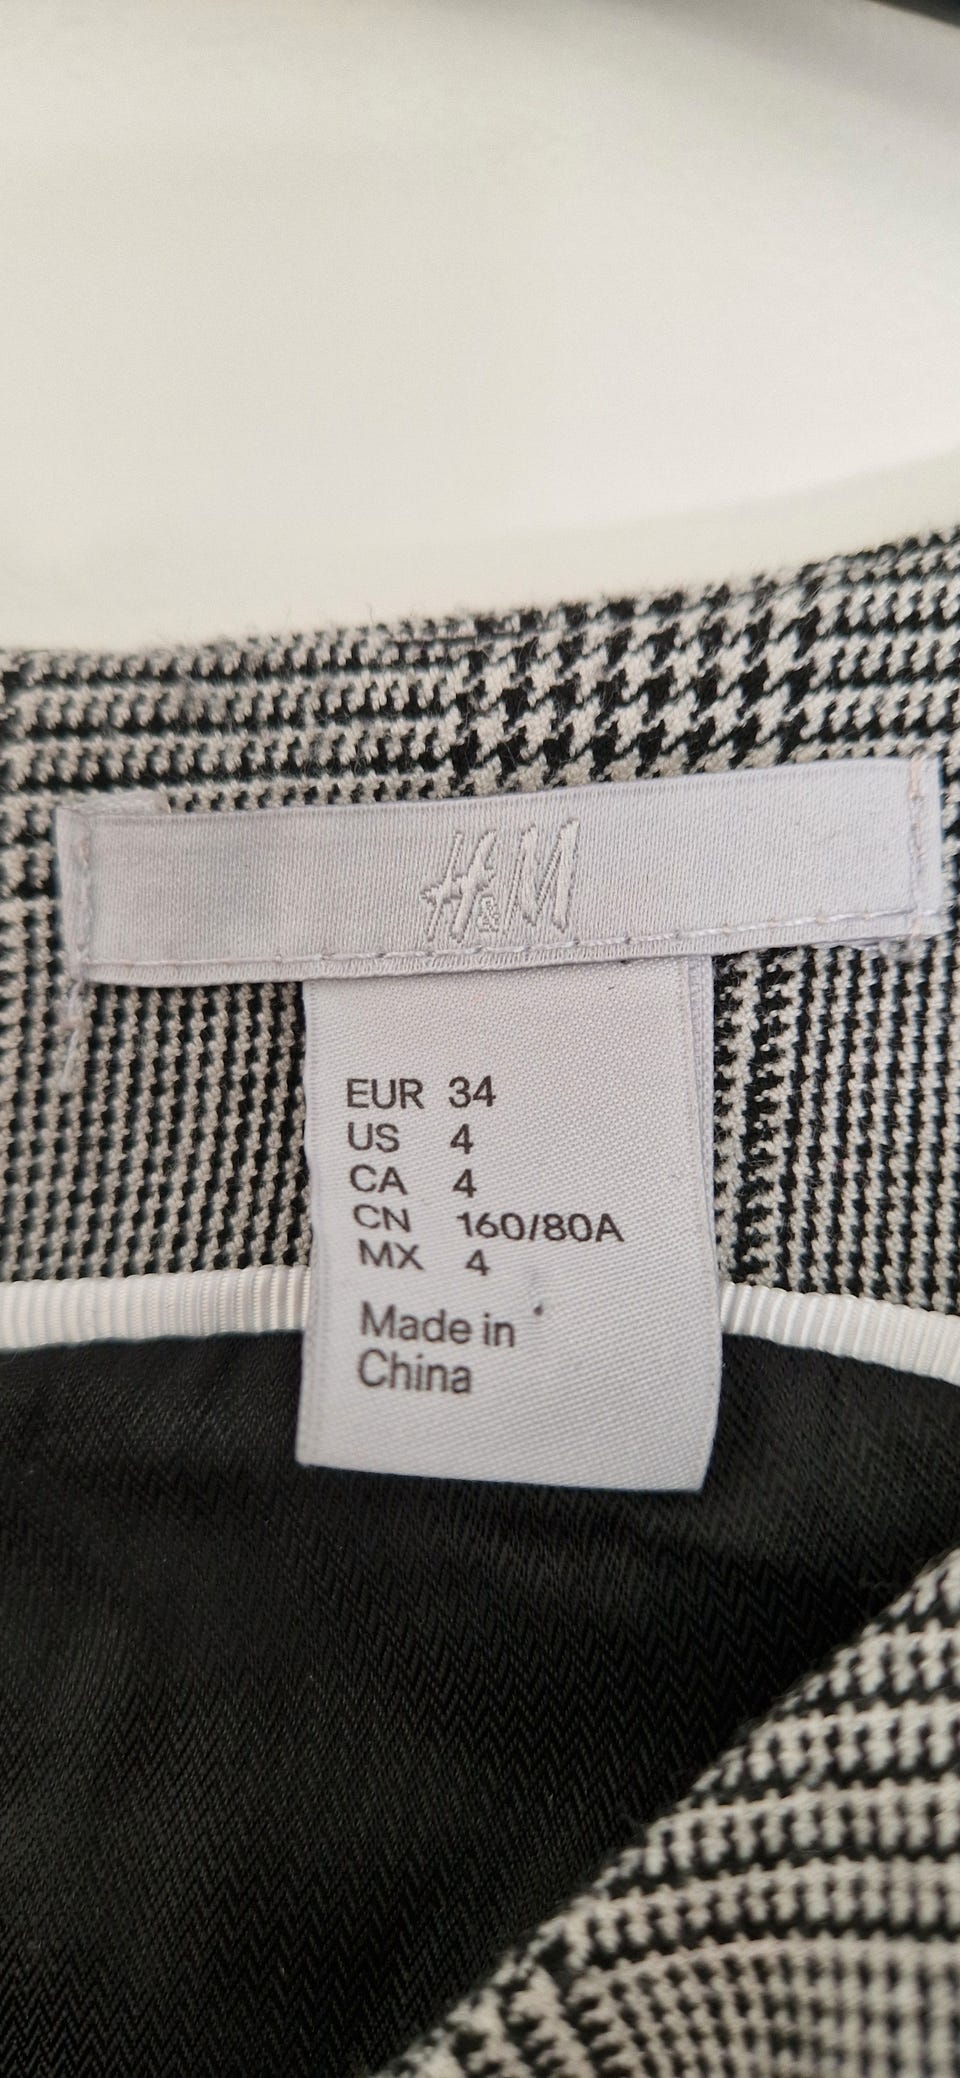 H&M
EUR 34
US 4
CA 4
CN 160/80A
MX 4
Made in
China